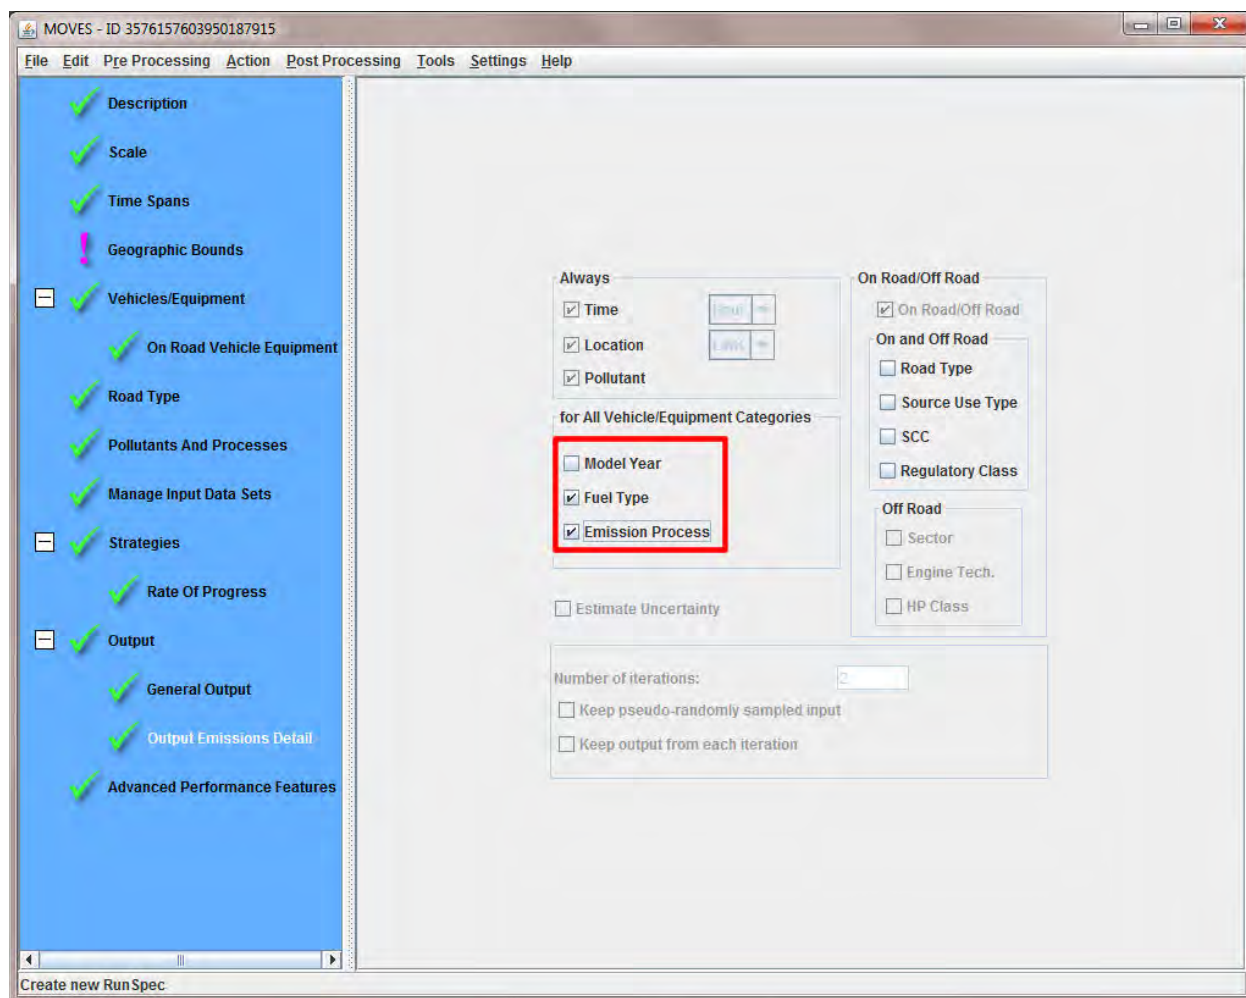 MOVES - ID 3576157603950187915
File Edit Pre Processing Action Post Processing Tools Settings Help
Description
Scale
Time Spans
Geographic Bounds
Vehicles/Equipment
On Road Vehicle Equipment
Road Type
Pollutants And Processes
Manage Input Data Sets
Strategies
Rate Of Progress
Output
General Output
Output Emissions Detail
Advanced Performance Features
Always
Time
Location
Pollutant
for All Vehicle/Equipment Categories
Model Year
Fuel Type
Emission Process
Estimate Uncertainty
On Road/Off Road
On Road/Off Road
On and Off Road
Road Type
Source Use Type
SCC
Regulatory Class
Off Road
Sector
Engine Tech.
HP Class
Number of iterations: 2
Keep pseudo-randomly sampled input
Keep output from each iteration
Create new RunSpec